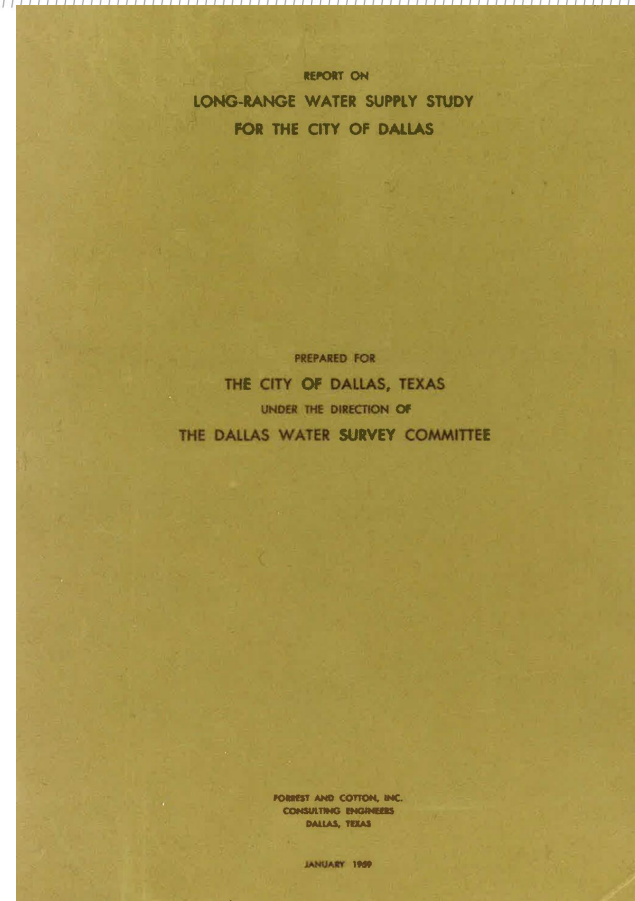 REPORT ON
LONG-RANGE WATER SUPPLY STUDY
FOR THE CITY OF DALLAS
PREPARED FOR
THE CITY OF DALLAS, TEXAS
UNDER THE DIRECTION OF
THE DALLAS WATER SURVEY COMMITTEE
FORREST AND COTTON, INC.
CONSULTING ENGINEERS
DALLAS, TEXAS
JANUARY 1969